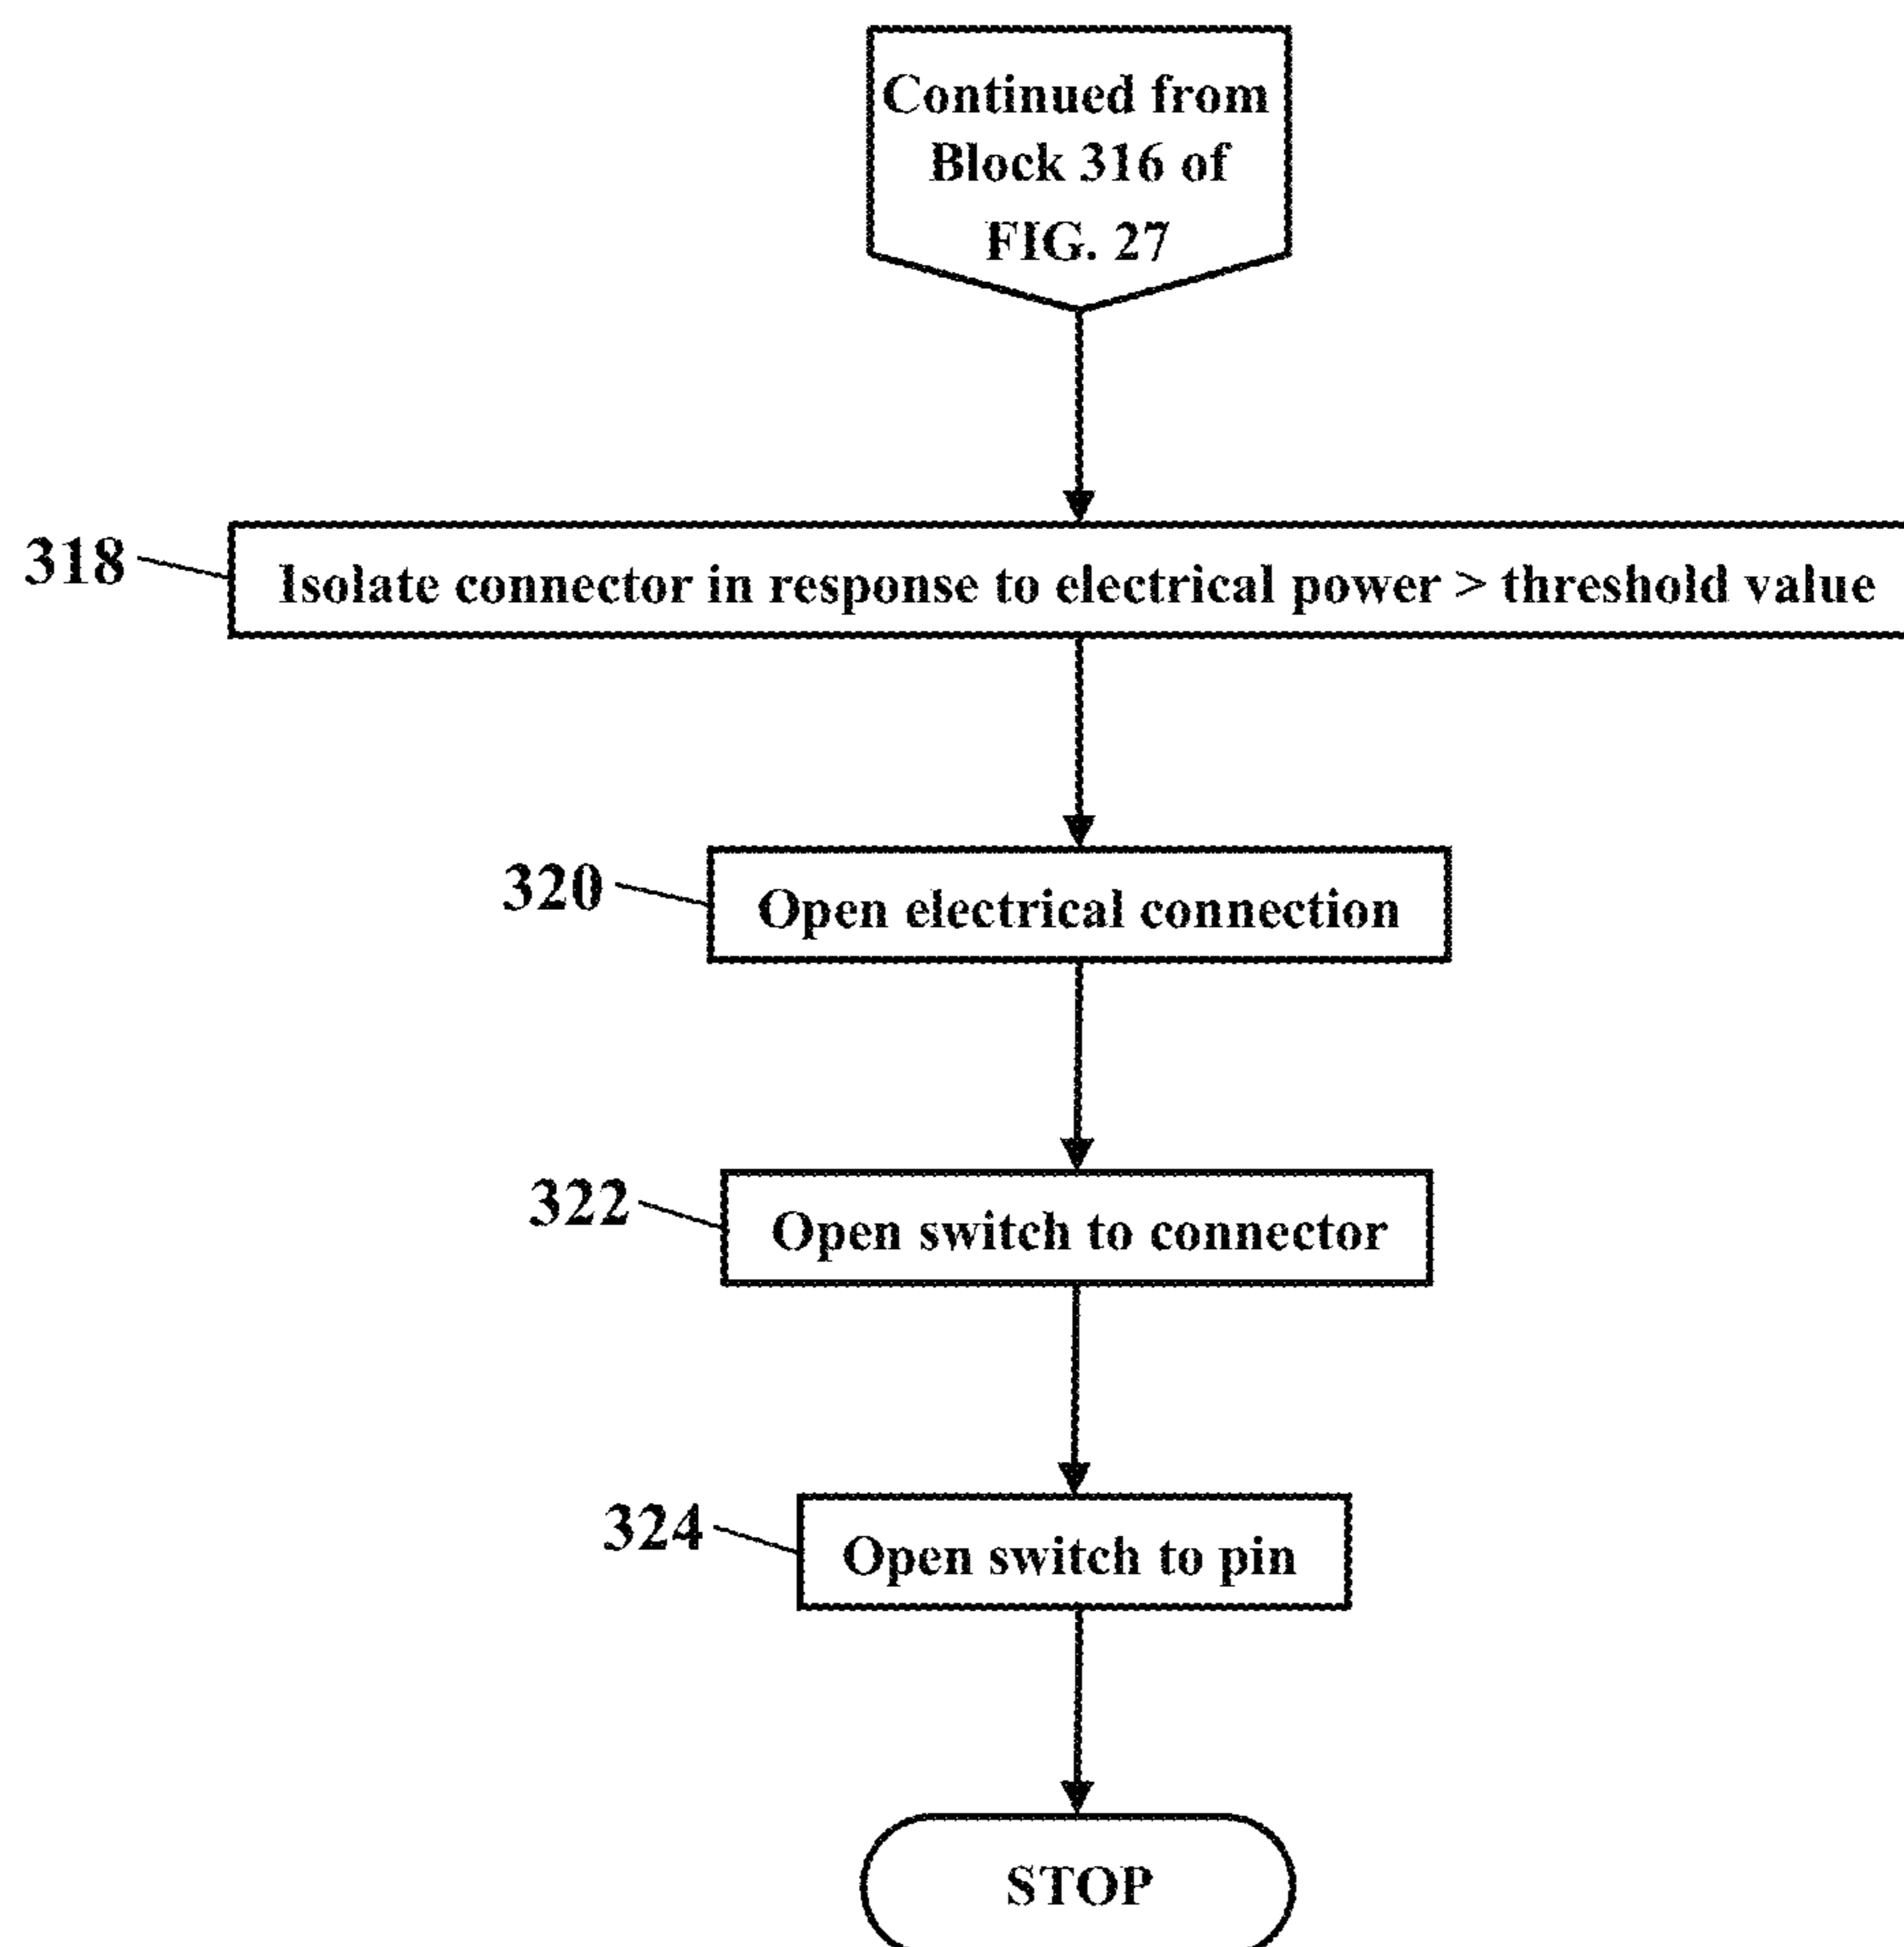 Continued from
Block 316 of
FIG. 27
318
Isolate connector in response to electrical power > threshold value
320
Open electrical connection
322
Open switch to connector
324
Open switch to pin
STOP